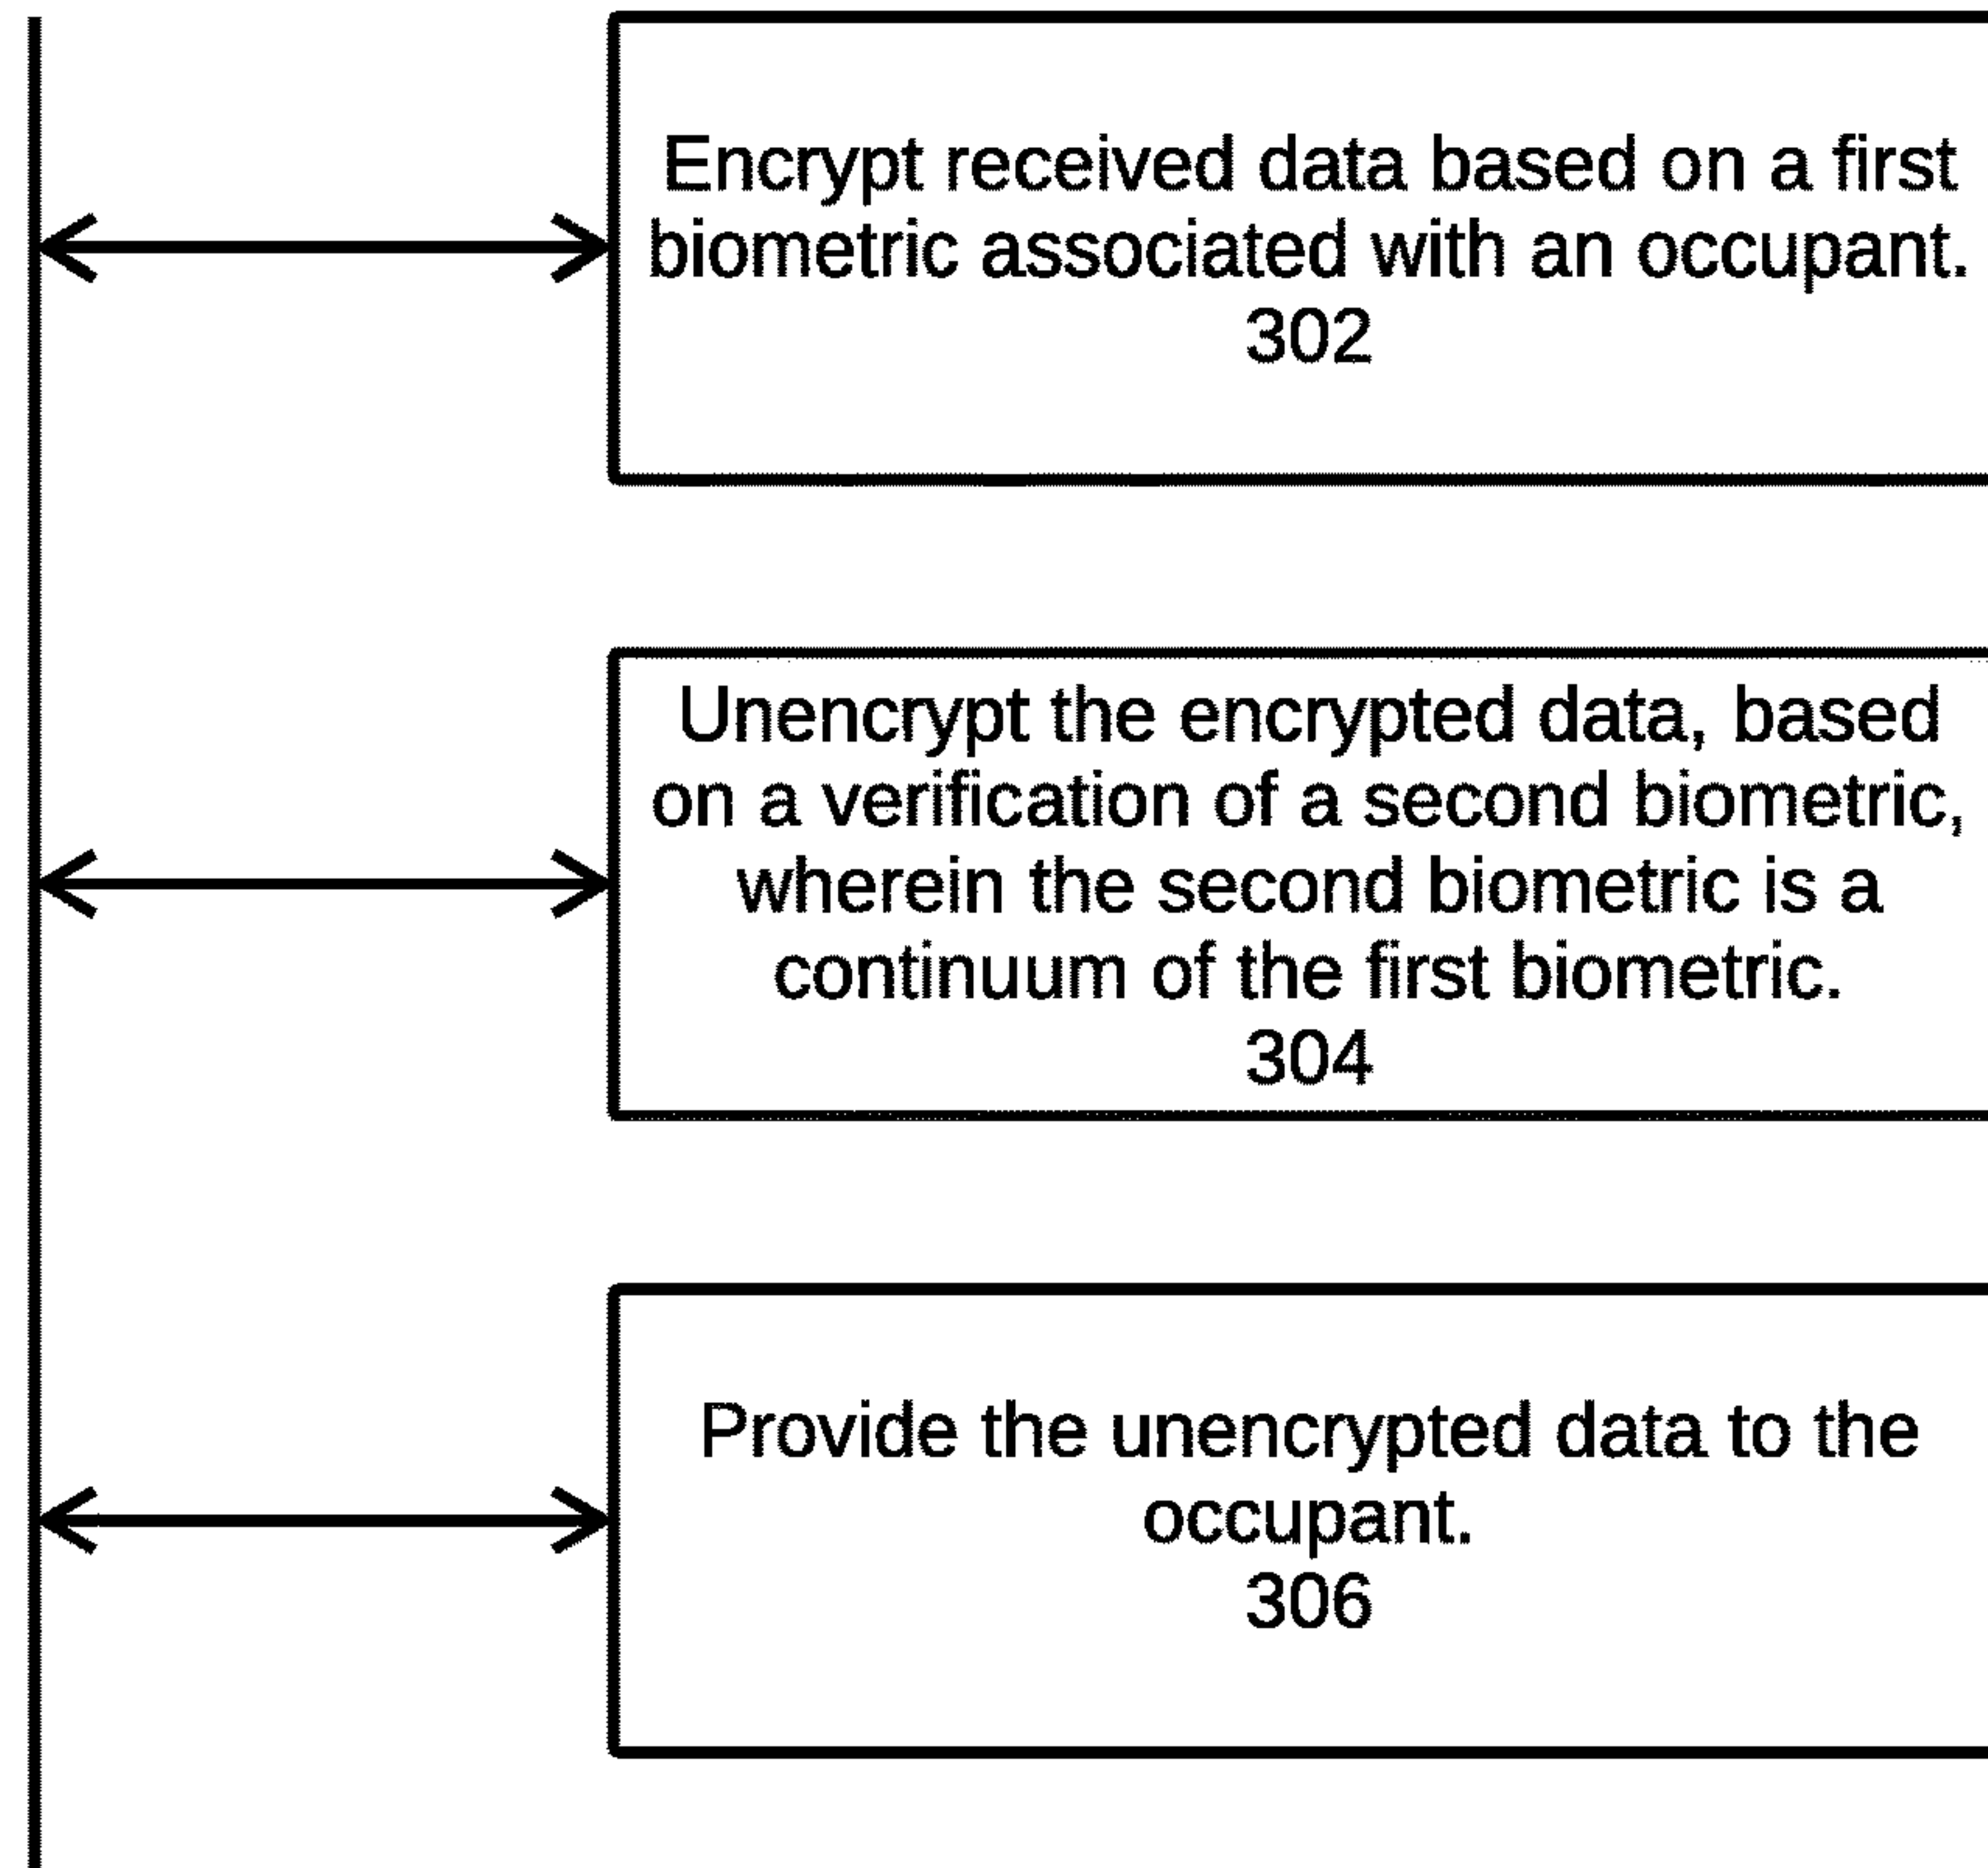 Encrypt received data based on a first
biometric associated with an occupant.
302
Unencrypt the encrypted data, based
on a verification of a second biometric,
wherein the second biometric is a
continuum of the first biometric.
304
Provide the unencrypted data to the
occupant.
306